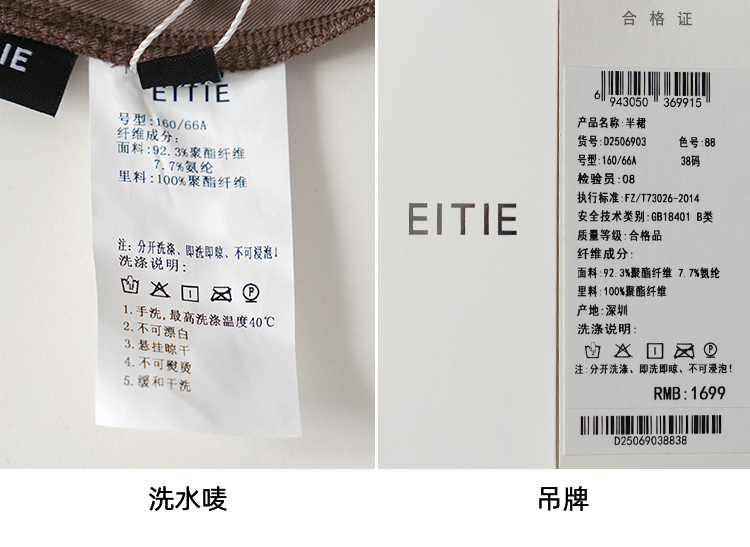 IE
EITIE
号型:160/66A
纤维成分:
面料:92.3%聚酯纤维
7.7%氨纶
里料:100%聚酯纤维
注:分开洗涤、即洗即晾、不可浸泡!
洗涤说明:
1.手洗,最高洗涤温度40℃
2.不可漂白
3.悬挂晾干
4.不可熨烫
5.缓和干洗
洗水唛
EITIE
合格证
6 943050 369915
产品名称:半裙
货号:D2506903 色号:88
号型:160/66A 38码
检验员:08
执行标准:FZ/T73026-2014
安全技术类别:GB18401 B类
质量等级:合格品
纤维成分:
面料:92.3%聚酯纤维 7.7%氨纶
里料:100%聚酯纤维
产地:深圳
洗涤说明:
注:分开洗涤、即洗即晾、不可浸泡!
RMB:1699
D25069038838
吊牌